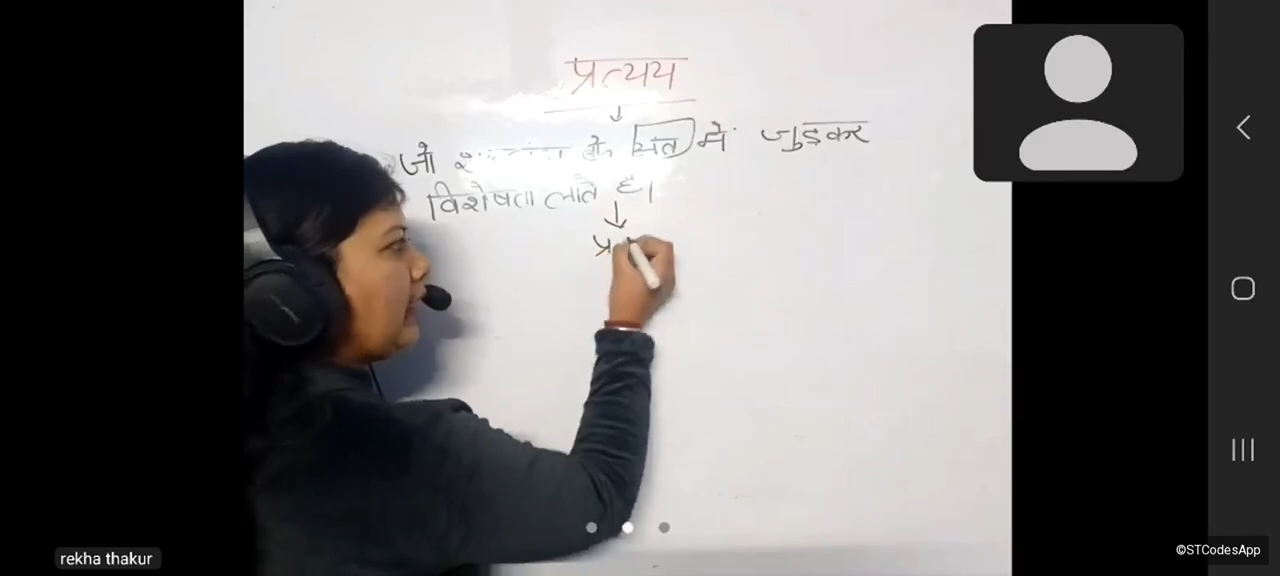 प्रत्यय
जो के अंत में जुड़कर
विशेषता लाते है।
प्र
rekha thakur
©STCodesApp